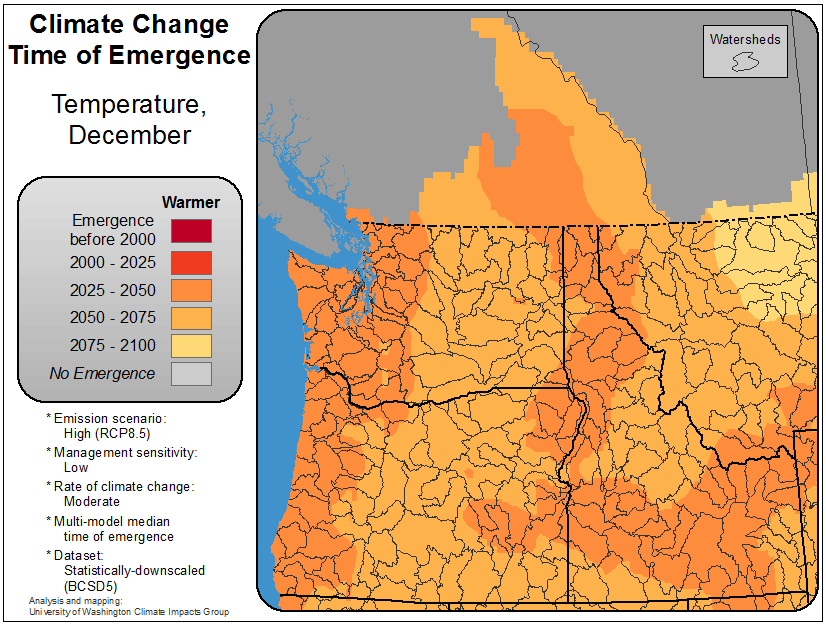 Climate Change
Time of Emergence
Temperature,
December
Warmer
Emergence
before 2000
2000 - 2025
2025 - 2050
2050 - 2075
2075 - 2100
No Emergence
* Emission scenario:
High (RCP8.5)
* Management sensitivity:
Low
* Rate of climate change:
Moderate
* Multi-model median
time of emergence
* Dataset:
Statistically-downscaled
(BCSD5)
Analysis and mapping:
University of Washington Climate Impacts Group
Watersheds